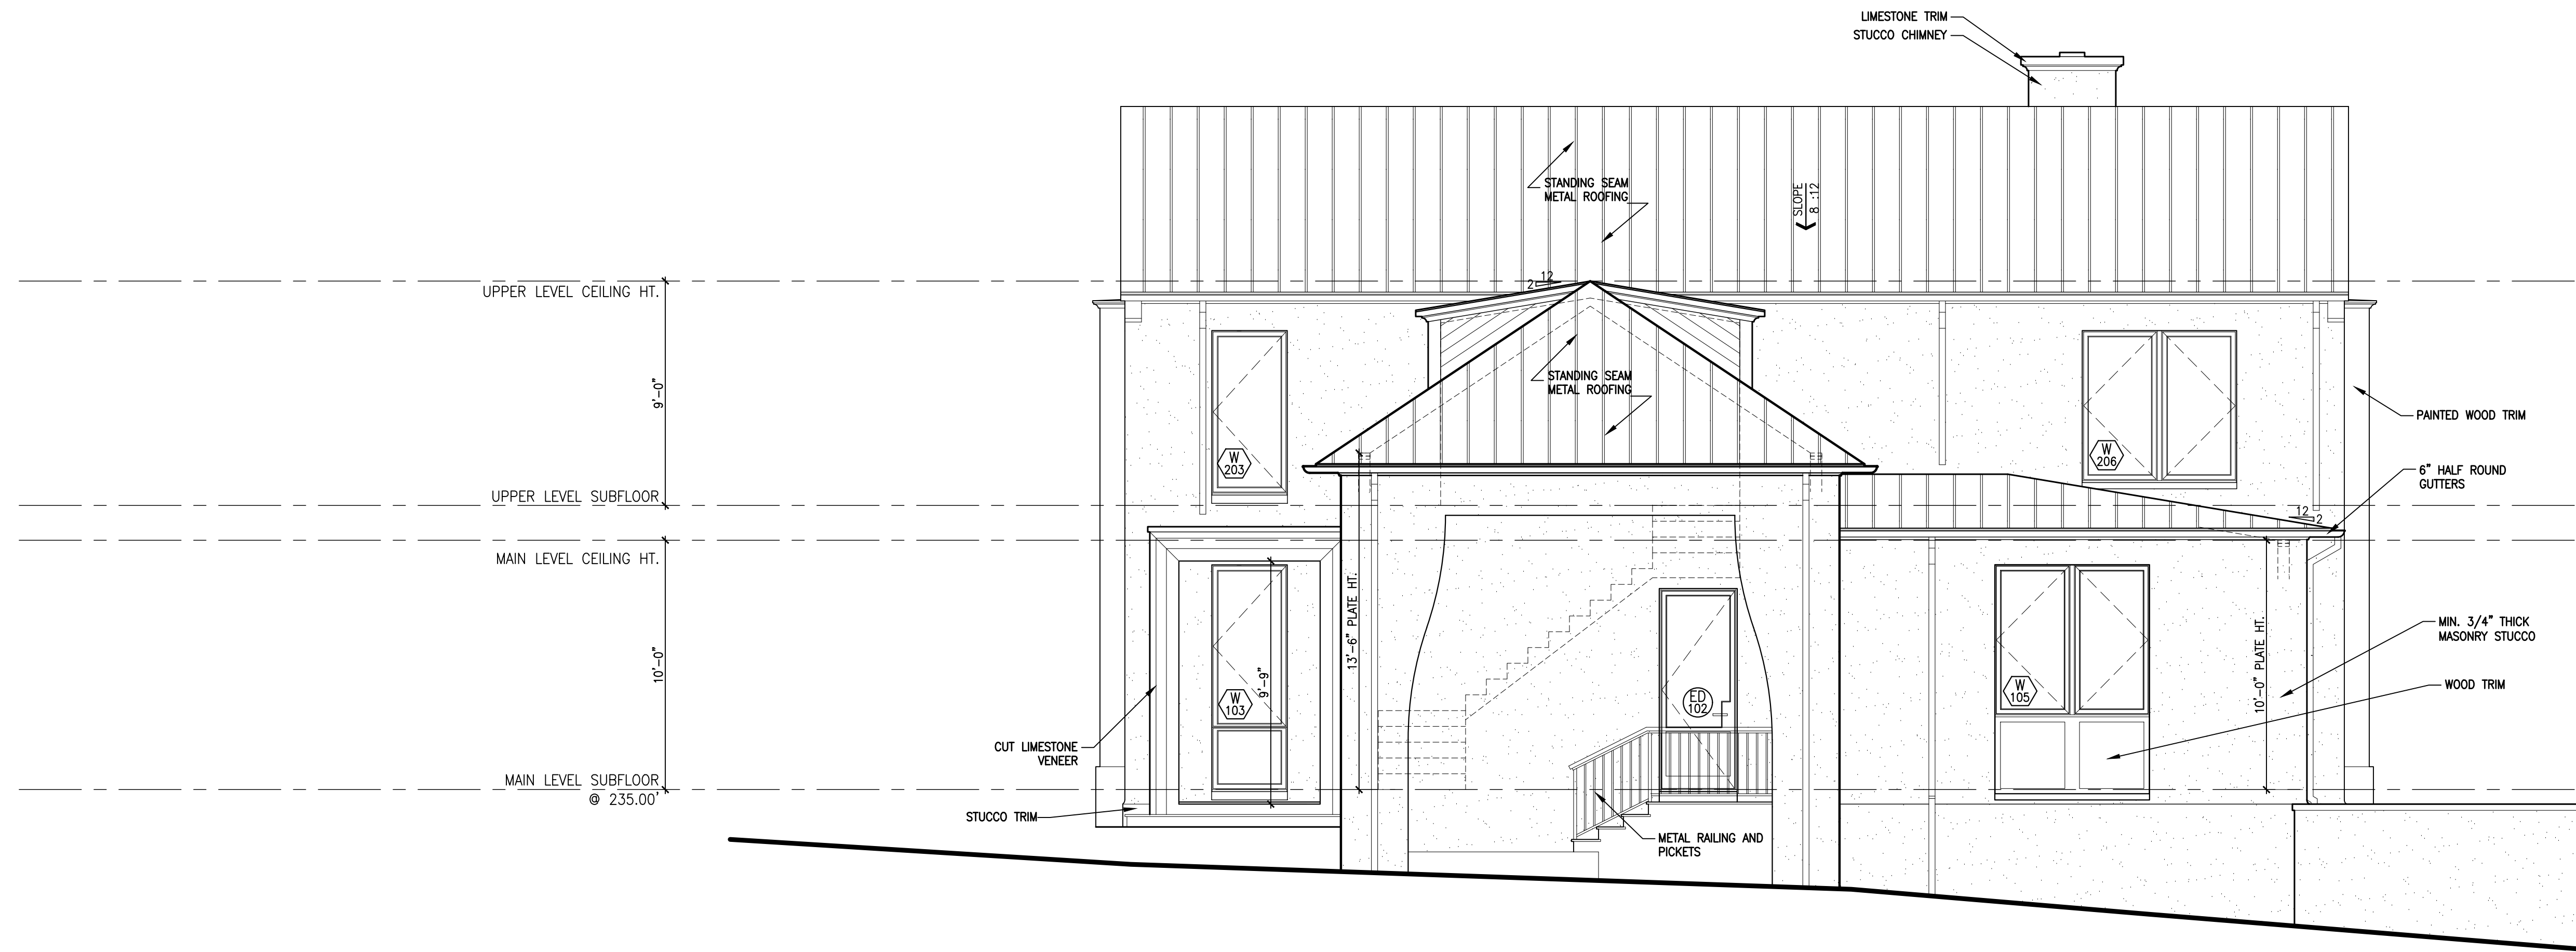 LIMESTONE TRIM
STUCCO CHIMNEY
STANDING SEAM
METAL ROOFING
SLOPE
8 :12
UPPER LEVEL CEILING HT.
12
2
9'-0"
STANDING SEAM
METAL ROOFING
PAINTED WOOD TRIM
W
203
W
206
6" HALF ROUND
GUTTERS
UPPER LEVEL SUBFLOOR
12
2
MAIN LEVEL CEILING HT.
10'-0"
13'-6" PLATE HT.
9'-9"
10'-0" PLATE HT.
MIN. 3/4" THICK
MASONRY STUCCO
WOOD TRIM
W
103
ED
102
W
105
CUT LIMESTONE
VENEER
MAIN LEVEL SUBFLOOR
@ 235.00'
STUCCO TRIM
METAL RAILING AND
PICKETS